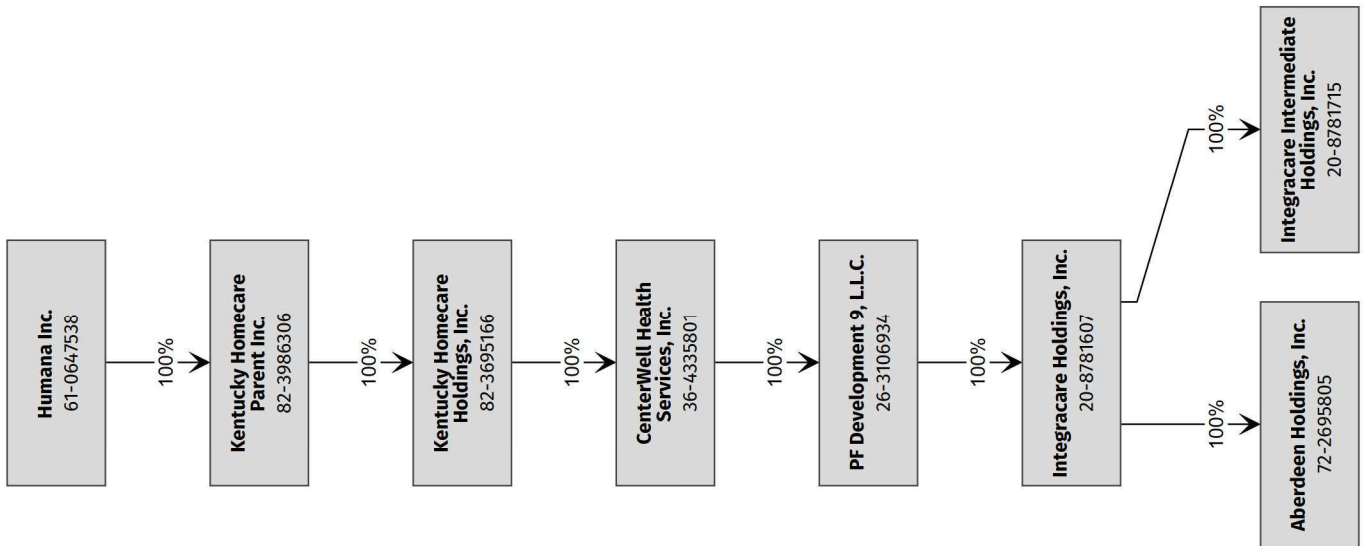 Humana Inc.
61-0647538
100%
Kentucky Homecare
Parent Inc.
82-3986306
100%
Kentucky Homecare
Holdings, Inc.
82-3695166
100%
CenterWell Health
Services, Inc.
36-4335801
100%
PF Development 9, L.L.C.
26-3106934
100%
Integracare Holdings, Inc.
20-8781607
100%
Aberdeen Holdings, Inc.
72-2695805
100%
Integracare Intermediate
Holdings, Inc.
20-8781715